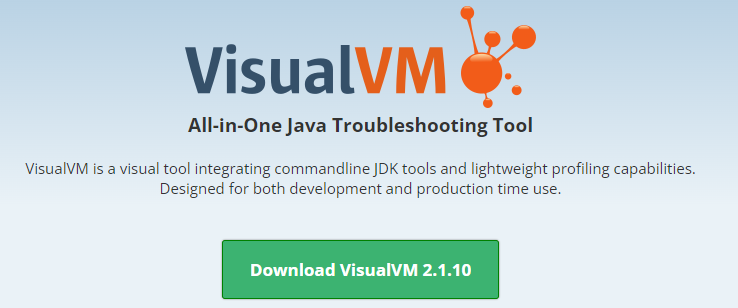 VisualVM
All-in-One Java Troubleshooting Tool
VisualVM is a visual tool integrating commandline JDK tools and lightweight profiling capabilities.
Designed for both development and production time use.
Download VisualVM 2.1.10